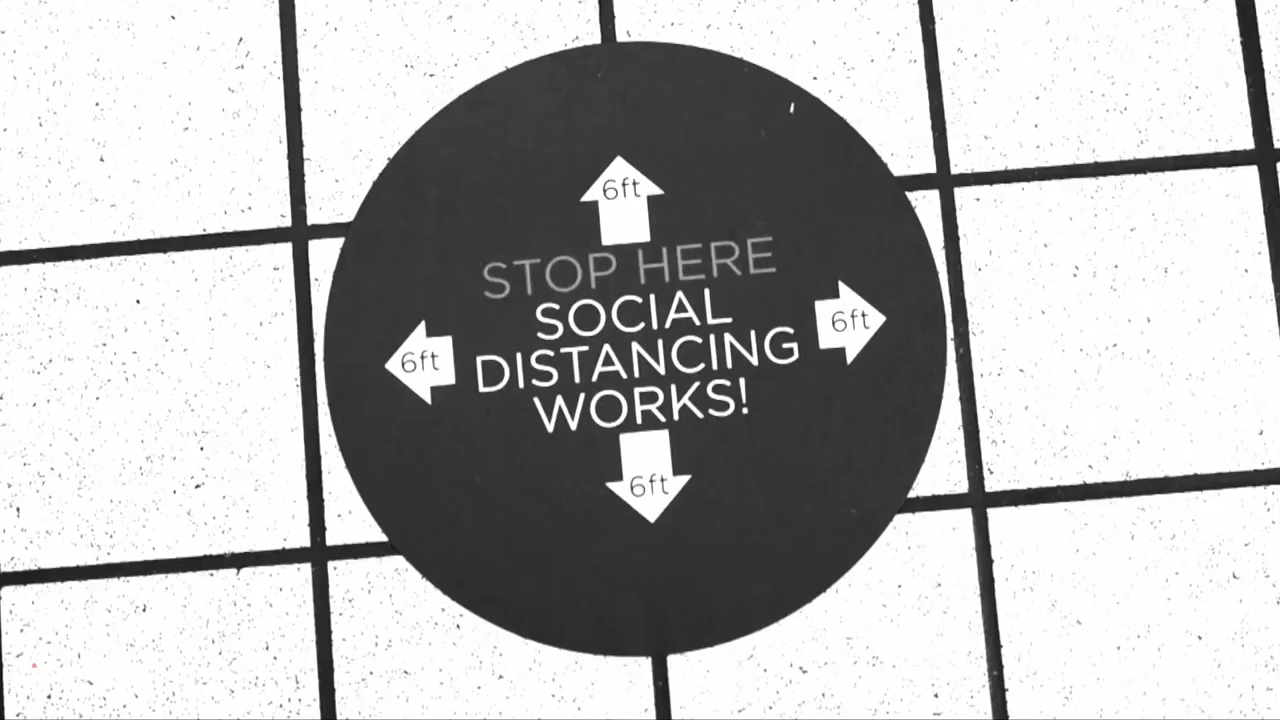 6ft
STOP HERE
SOCIAL
6ft
6ft
DISTANCING
WORKS!
6ft